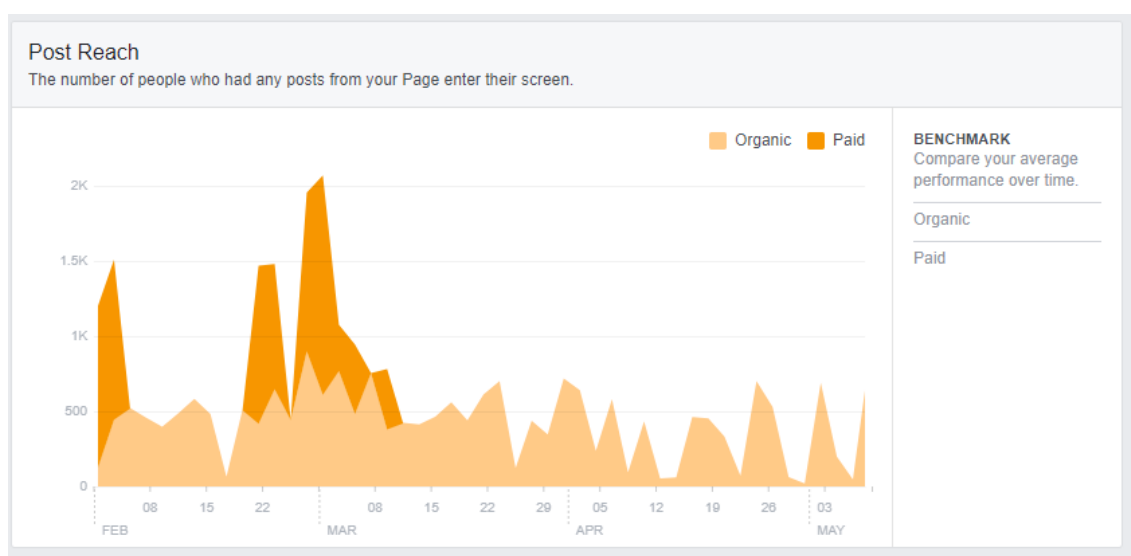 Post Reach
The number of people who had any posts from your Page enter their screen.
Organic Paid
BENCHMARK
Compare your average
performance over time.
Organic
Paid
2K
1.5K
1K
500
0
08 15 22 08 15 22 29 05 12 19 26 03
FEB MAR APR MAY